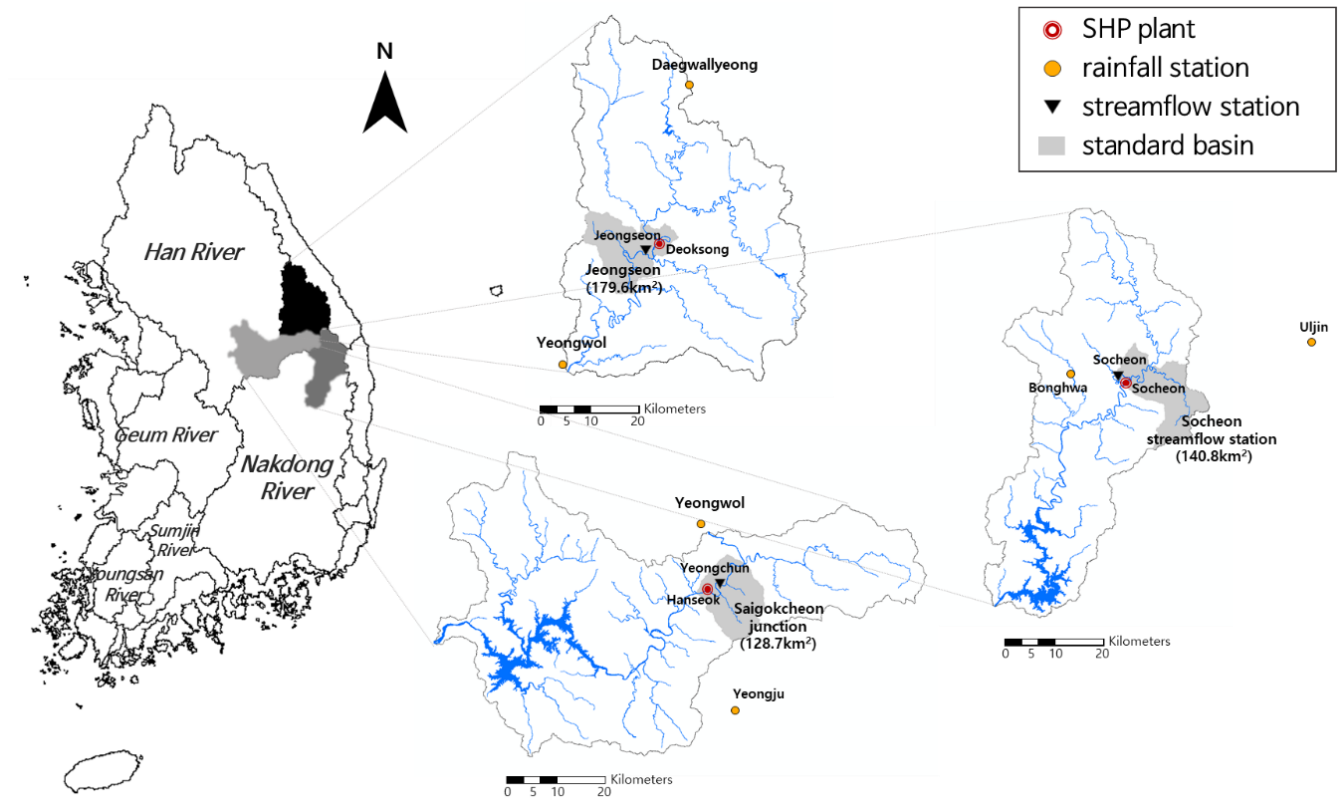 N
SHP plant
rainfall station
streamflow station
standard basin
Han River
Geum River
Nakdong
River
Sumjin
River
Youngsan
River
Daegwallyeong
Jeongseon
Deoksong
Jeongseon
(179.6km²)
Yeongwol
Kilometers
0 5 10 20
Uljin
Socheon
Bonghwa
Socheon
Socheon
streamflow station
(140.8km²)
Kilometers
0 5 10 20
Yeongwol
Yeongchun
Hanseok
Saigokcheon
junction
(128.7km²)
Yeongju
Kilometers
0 5 10 20